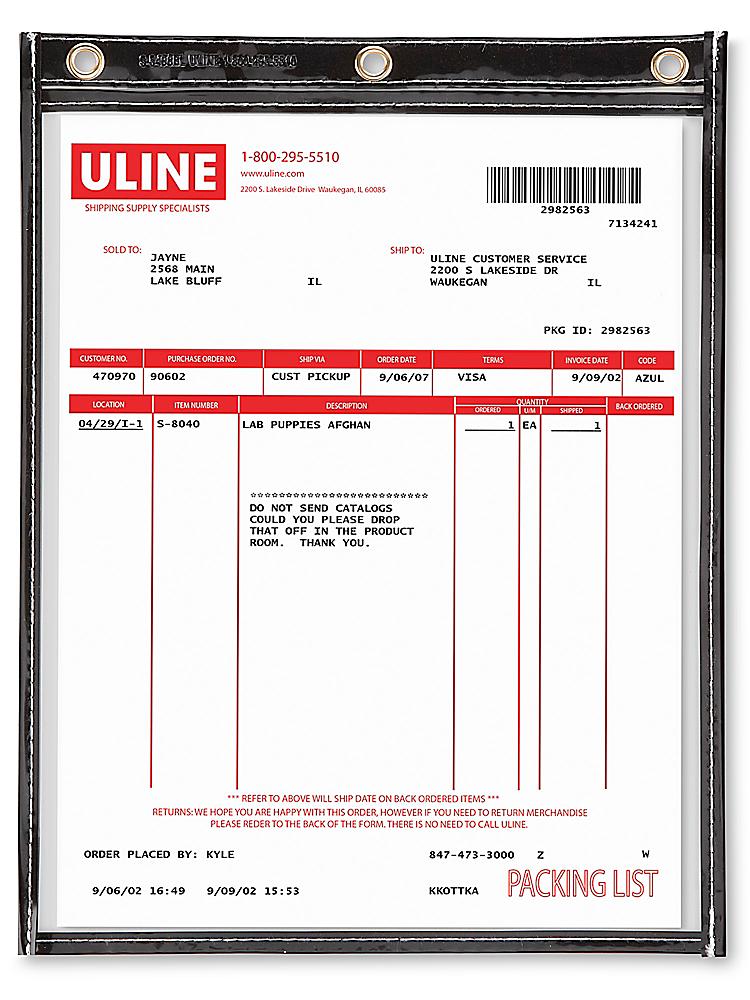 ULINE
SHIPPING SUPPLY SPECIALISTS
1-800-295-5510
www.uline.com
2200 S. Lakeside Drive Waukegan, IL 60085
2982563
7134241
SOLD TO:
JAYNE
2568 MAIN
LAKE BLUFF IL
SHIP TO:
ULINE CUSTOMER SERVICE
2200 S LAKESIDE DR
WAUKEGAN IL
PKG ID: 2982563
CUSTOMER NO. PURCHASE ORDER NO. SHIP VIA ORDER DATE TERMS INVOICE DATE CODE
470970 90602 CUST PICKUP 9/06/07 VISA 9/09/02 AZUL
LOCATION ITEM NUMBER DESCRIPTION QUANTITY BACK ORDERED
ORDERED U/M SHIPPED
04/29/I-1 S-8040 LAB PUPPIES AFGHAN 1 EA 1
*************************
DO NOT SEND CATALOGS
COULD YOU PLEASE DROP
THAT OFF IN THE PRODUCT
ROOM. THANK YOU.
*** REFER TO ABOVE WILL SHIP DATE ON BACK ORDERED ITEMS ***
RETURNS: WE HOPE YOU ARE HAPPY WITH THIS ORDER, HOWEVER IF YOU NEED TO RETURN MERCHANDISE
PLEASE REDER TO THE BACK OF THE FORM. THERE IS NO NEED TO CALL ULINE.
ORDER PLACED BY: KYLE 847-473-3000 Z W
9/06/02 16:49 9/09/02 15:53 KKOTTKA PACKING LIST